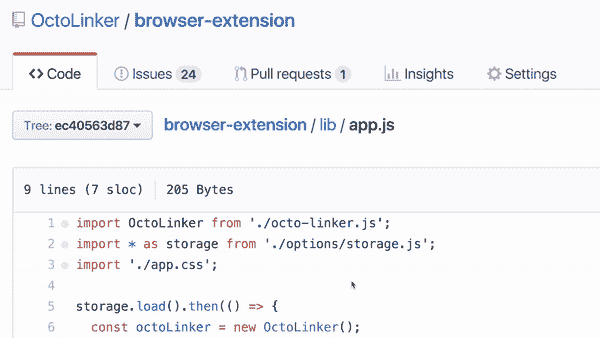 OctoLinker / browser-extension
Code Issues 24 Pull requests 1 Insights Settings
Tree: ec40563d87 browser-extension / lib / app.js
9 lines (7 sloc) 205 Bytes
1 import OctoLinker from './octo-linker.js';
2 import * as storage from './options/storage.js';
3 import './app.css';
4
5 storage.load().then(() => {
6 const octoLinker = new OctoLinker();